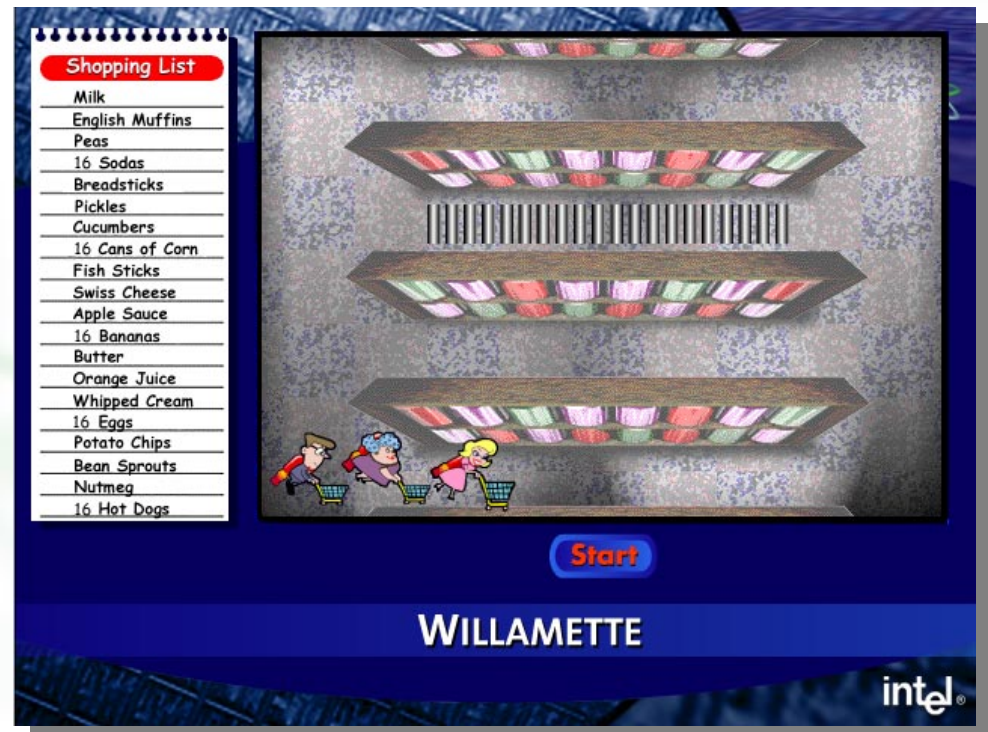 Shopping List
Milk
English Muffins
Peas
16 Sodas
Breadsticks
Pickles
Cucumbers
16 Cans of Corn
Fish Sticks
Swiss Cheese
Apple Sauce
16 Bananas
Butter
Orange Juice
Whipped Cream
16 Eggs
Potato Chips
Bean Sprouts
Nutmeg
16 Hot Dogs
Start
WILLAMETTE
intel®